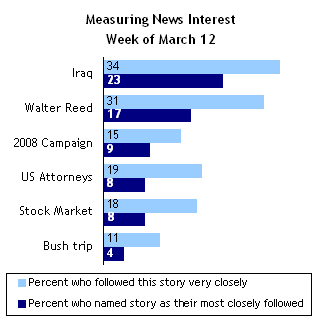 Measuring News Interest
Week of March 12
Iraq 34
23
Walter Reed 31
17
2008 Campaign 15
9
US Attorneys 19
8
Stock Market 18
8
Bush trip 11
4
Percent who followed this story very closely
Percent who named story as their most closely followed